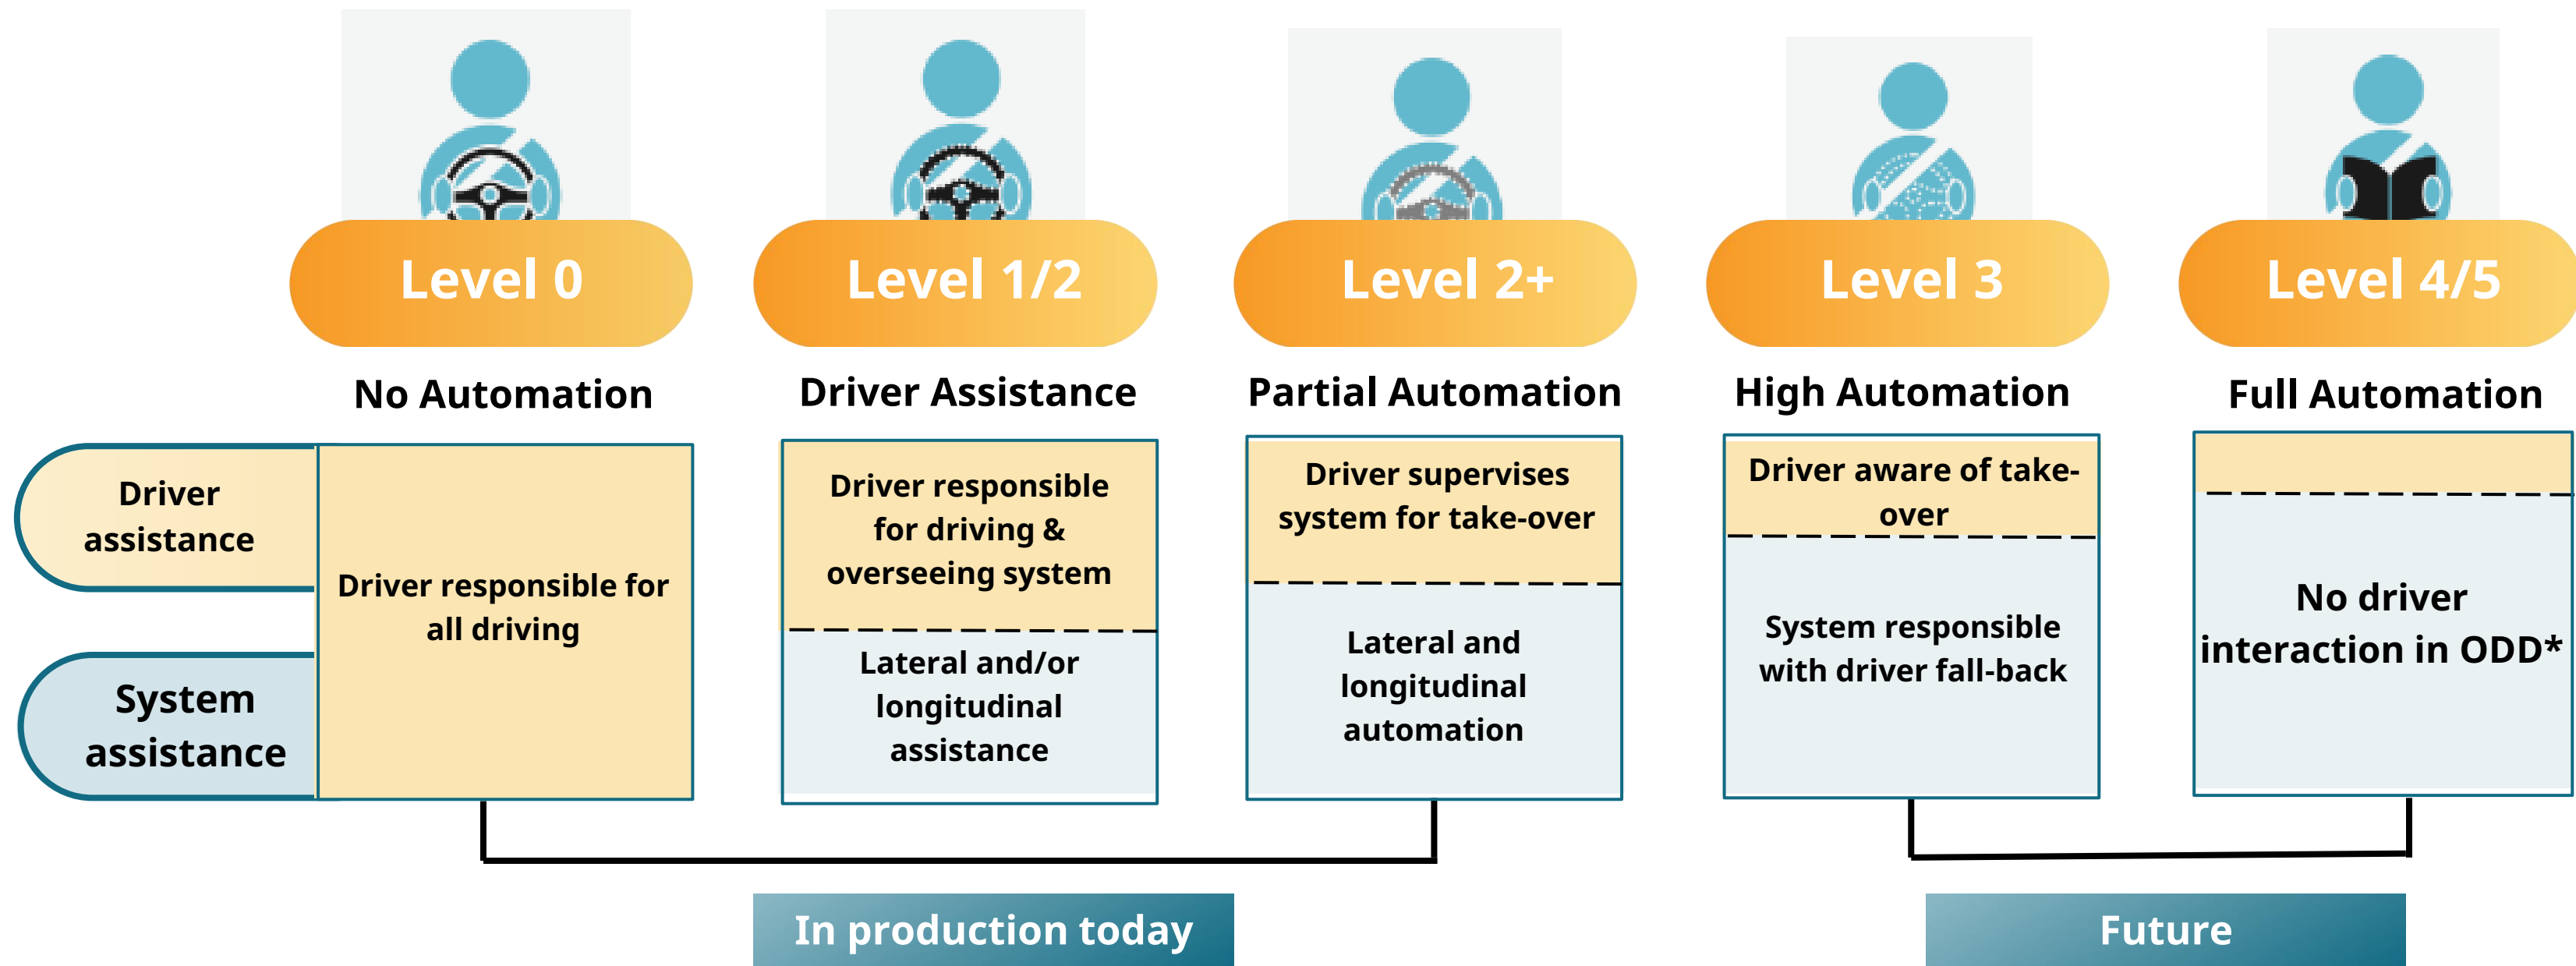 Level 0
Level 1/2
Level 2+
Level 3
Level 4/5
No Automation
Driver Assistance
Partial Automation
High Automation
Full Automation
Driver
assistance
System
assistance
Driver responsible for
all driving
Driver responsible
for driving &
overseeing system
Lateral and/or
longitudinal
assistance
Driver supervises
system for take-over
Lateral and
longitudinal
automation
Driver aware of take-
over
System responsible
with driver fall-back
No driver
interaction in ODD*
In production today
Future